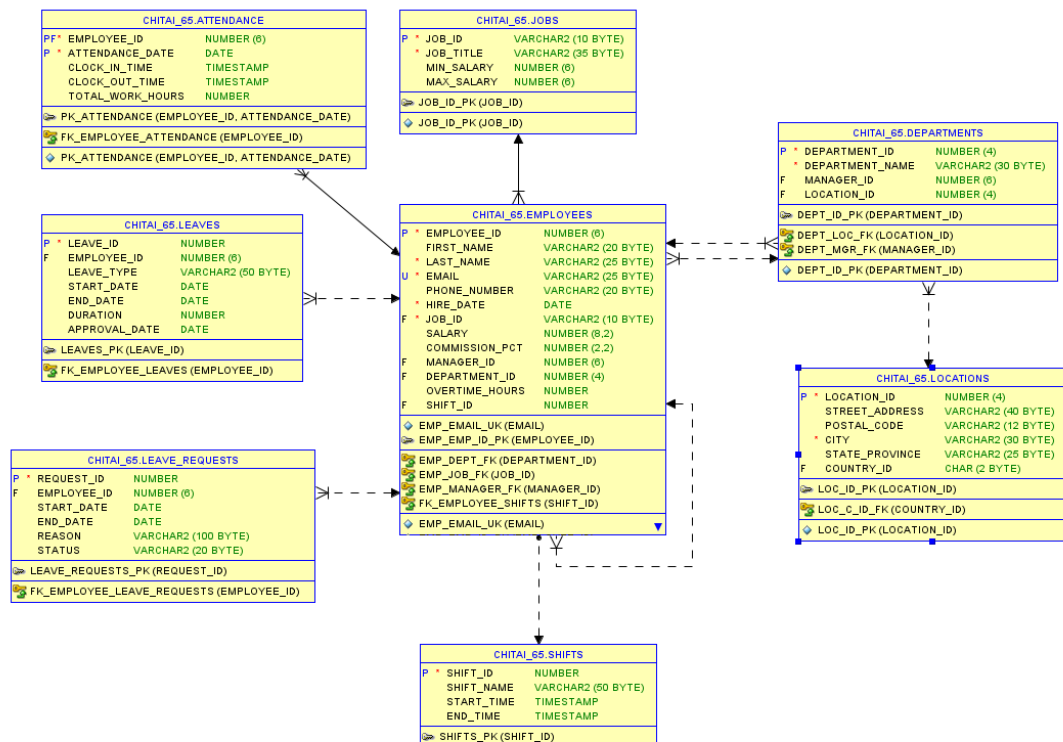 CHITAI_65.ATTENDANCE
PF* EMPLOYEE_ID NUMBER (6)
P * ATTENDANCE_DATE DATE
CLOCK_IN_TIME TIMESTAMP
CLOCK_OUT_TIME TIMESTAMP
TOTAL_WORK_HOURS NUMBER
PK_ATTENDANCE (EMPLOYEE_ID, ATTENDANCE_DATE)
FK_EMPLOYEE_ATTENDANCE (EMPLOYEE_ID)
PK_ATTENDANCE (EMPLOYEE_ID, ATTENDANCE_DATE)
CHITAI_65.JOBS
P * JOB_ID VARCHAR2 (10 BYTE)
* JOB_TITLE VARCHAR2 (35 BYTE)
MIN_SALARY NUMBER (6)
MAX_SALARY NUMBER (6)
JOB_ID_PK (JOB_ID)
JOB_ID_PK (JOB_ID)
CHITAI_65.DEPARTMENTS
P * DEPARTMENT_ID NUMBER (4)
* DEPARTMENT_NAME VARCHAR2 (30 BYTE)
F MANAGER_ID NUMBER (6)
F LOCATION_ID NUMBER (4)
DEPT_ID_PK (DEPARTMENT_ID)
DEPT_LOC_FK (LOCATION_ID)
DEPT_MGR_FK (MANAGER_ID)
DEPT_ID_PK (DEPARTMENT_ID)
CHITAI_65.LEAVES
P * LEAVE_ID NUMBER
F EMPLOYEE_ID NUMBER (6)
LEAVE_TYPE VARCHAR2 (50 BYTE)
START_DATE DATE
END_DATE DATE
DURATION NUMBER
APPROVAL_DATE DATE
LEAVES_PK (LEAVE_ID)
FK_EMPLOYEE_LEAVES (EMPLOYEE_ID)
CHITAI_65.EMPLOYEES
P * EMPLOYEE_ID NUMBER (6)
FIRST_NAME VARCHAR2 (20 BYTE)
* LAST_NAME VARCHAR2 (25 BYTE)
U * EMAIL VARCHAR2 (25 BYTE)
PHONE_NUMBER VARCHAR2 (20 BYTE)
* HIRE_DATE DATE
F * JOB_ID VARCHAR2 (10 BYTE)
SALARY NUMBER (8,2)
COMMISSION_PCT NUMBER (2,2)
F MANAGER_ID NUMBER (6)
F DEPARTMENT_ID NUMBER (4)
OVERTIME_HOURS NUMBER
F SHIFT_ID NUMBER
EMP_EMAIL_UK (EMAIL)
EMP_EMP_ID_PK (EMPLOYEE_ID)
EMP_DEPT_FK (DEPARTMENT_ID)
EMP_JOB_FK (JOB_ID)
EMP_MANAGER_FK (MANAGER_ID)
FK_EMPLOYEE_SHIFTS (SHIFT_ID)
EMP_EMAIL_UK (EMAIL)
CHITAI_65.LOCATIONS
P * LOCATION_ID NUMBER (4)
STREET_ADDRESS VARCHAR2 (40 BYTE)
POSTAL_CODE VARCHAR2 (12 BYTE)
* CITY VARCHAR2 (30 BYTE)
STATE_PROVINCE VARCHAR2 (25 BYTE)
F COUNTRY_ID CHAR (2 BYTE)
LOC_ID_PK (LOCATION_ID)
LOC_C_ID_FK (COUNTRY_ID)
LOC_ID_PK (LOCATION_ID)
CHITAI_65.LEAVE_REQUESTS
P * REQUEST_ID NUMBER
F EMPLOYEE_ID NUMBER (6)
START_DATE DATE
END_DATE DATE
REASON VARCHAR2 (100 BYTE)
STATUS VARCHAR2 (20 BYTE)
LEAVE_REQUESTS_PK (REQUEST_ID)
FK_EMPLOYEE_LEAVE_REQUESTS (EMPLOYEE_ID)
CHITAI_65.SHIFTS
P * SHIFT_ID NUMBER
SHIFT_NAME VARCHAR2 (50 BYTE)
START_TIME TIMESTAMP
END_TIME TIMESTAMP
SHIFTS_PK (SHIFT_ID)